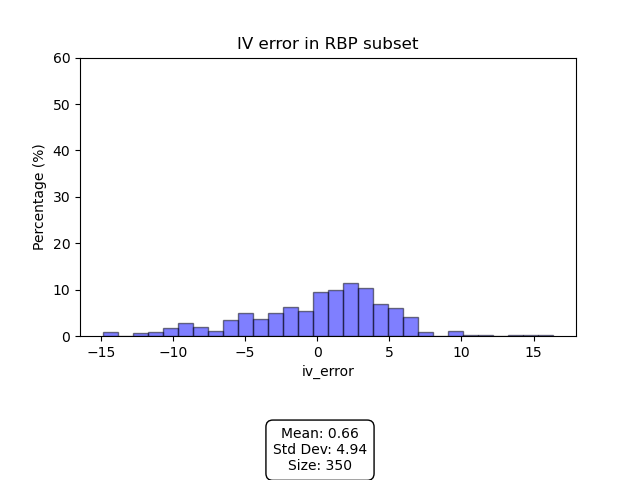 IV error in RBP subset
60
50
40
30
20
10
0
Percentage (%)
−15 −10 −5 0 5 10 15
iv_error
Mean: 0.66
Std Dev: 4.94
Size: 350